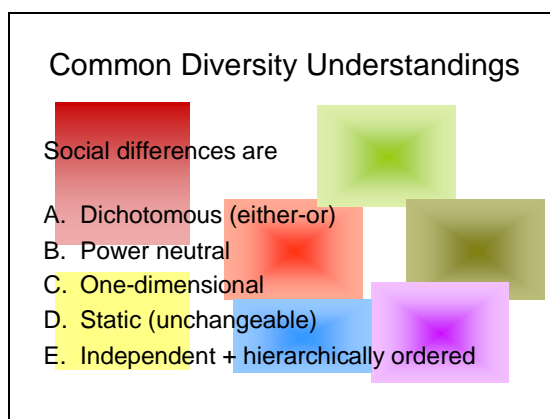 Common Diversity Understandings
Social differences are
A. Dichotomous (either-or)
B. Power neutral
C. One-dimensional
D. Static (unchangeable)
E. Independent + hierarchically ordered